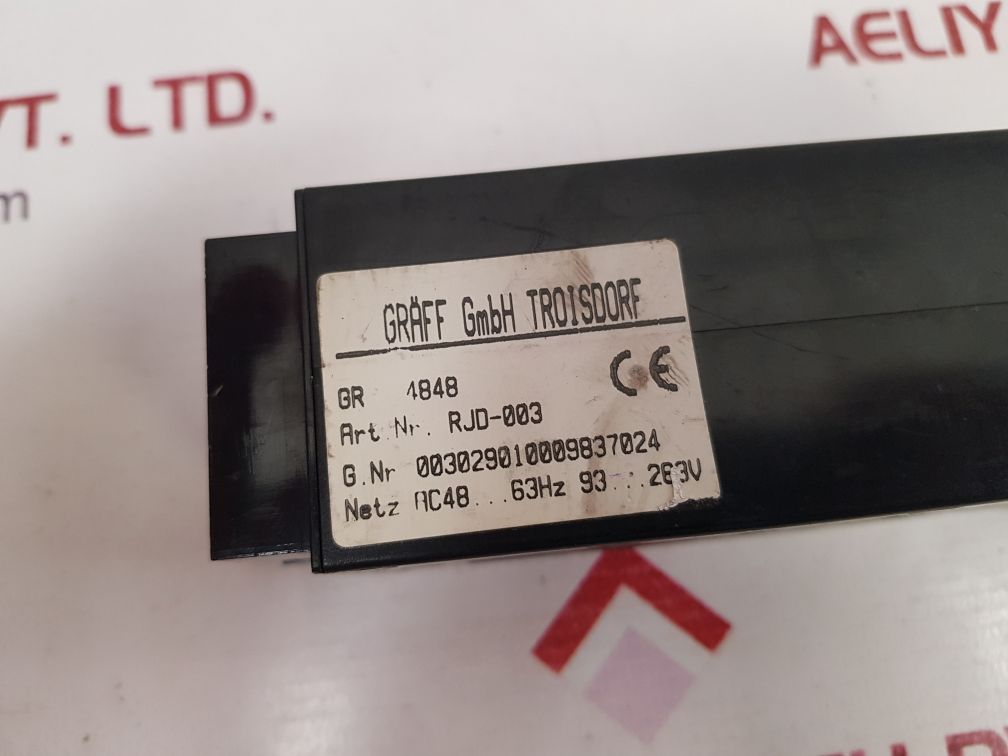 AELIY
LTD.
GRÄFF GmbH TROISDORF
CE
GR 4848
Art.Nr. RJD-003
G.Nr 003029010009837024
Netz AC48...63Hz 93...263V